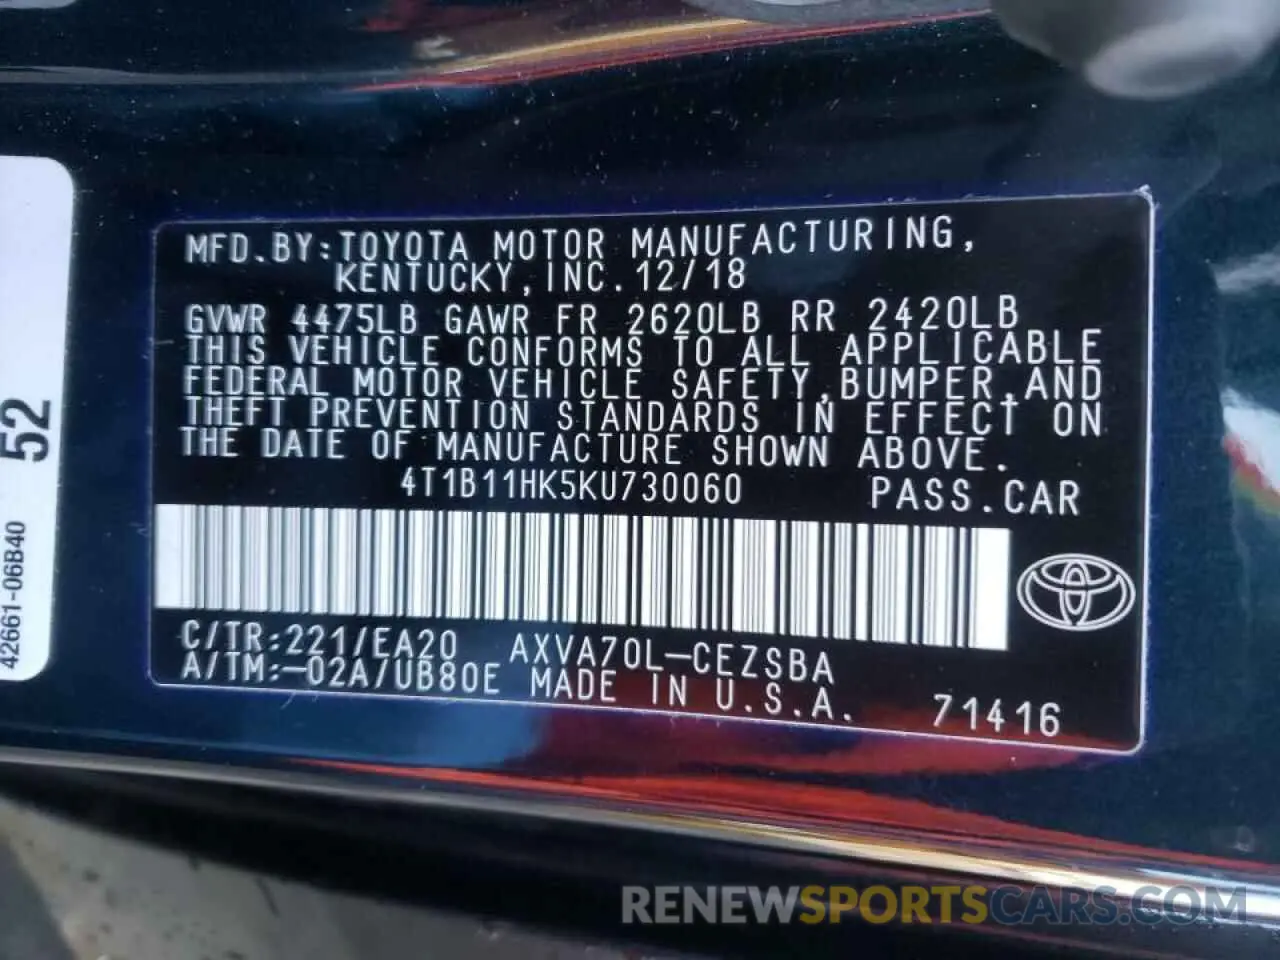 MFD.BY:TOYOTA MOTOR MANUFACTURING,
KENTUCKY,INC.12/18
GVWR 4475LB GAWR FR 2620LB RR 2420LB
THIS VEHICLE CONFORMS TO ALL APPLICABLE
FEDERAL MOTOR VEHICLE SAFETY,BUMPER,AND
THEFT PREVENTION STANDARDS IN EFFECT ON
THE DATE OF MANUFACTURE SHOWN ABOVE.
4T1B11HK5KU730060 PASS.CAR
C/TR:221/EA20 AXVA70L-CEZSBA
A/TM:-02A/UB80E MADE IN U.S.A. 71416
42661-06B40 52
RENEWSPORTSCARS.COM